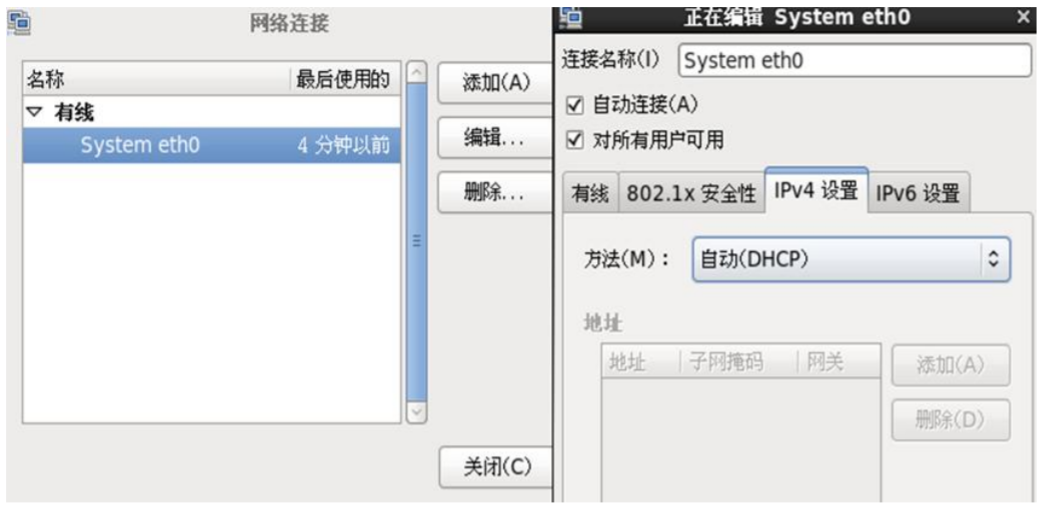 网络连接
名称 最后使用的
有线
System eth0 4 分钟以前
添加(A)
编辑...
删除...
关闭(C)
正在编辑 System eth0
连接名称(I) System eth0
自动连接(A)
对所有用户可用
有线 802.1x 安全性 IPv4 设置 IPv6 设置
方法(M)： 自动(DHCP)
地址
地址 子网掩码 网关
添加(A)
删除(D)